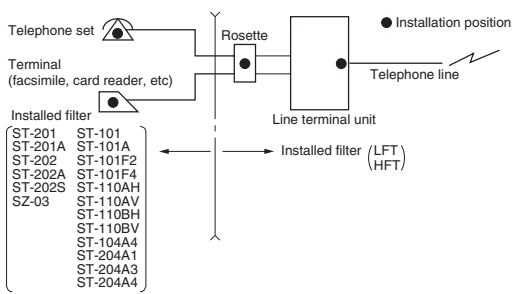 Telephone set
Rosette
● Installation position
Terminal
(facsimile, card reader, etc)
Telephone line
Line terminal unit
Installed filter
ST-201 ST-101
ST-201A ST-101A
ST-202 ST-101F2
ST-202A ST-101F4
ST-202S ST-110AH
SZ-03 ST-110AV
ST-110BH
ST-110BV
ST-104A4
ST-204A1
ST-204A3
ST-204A4
Installed filter (LFT
HFT)